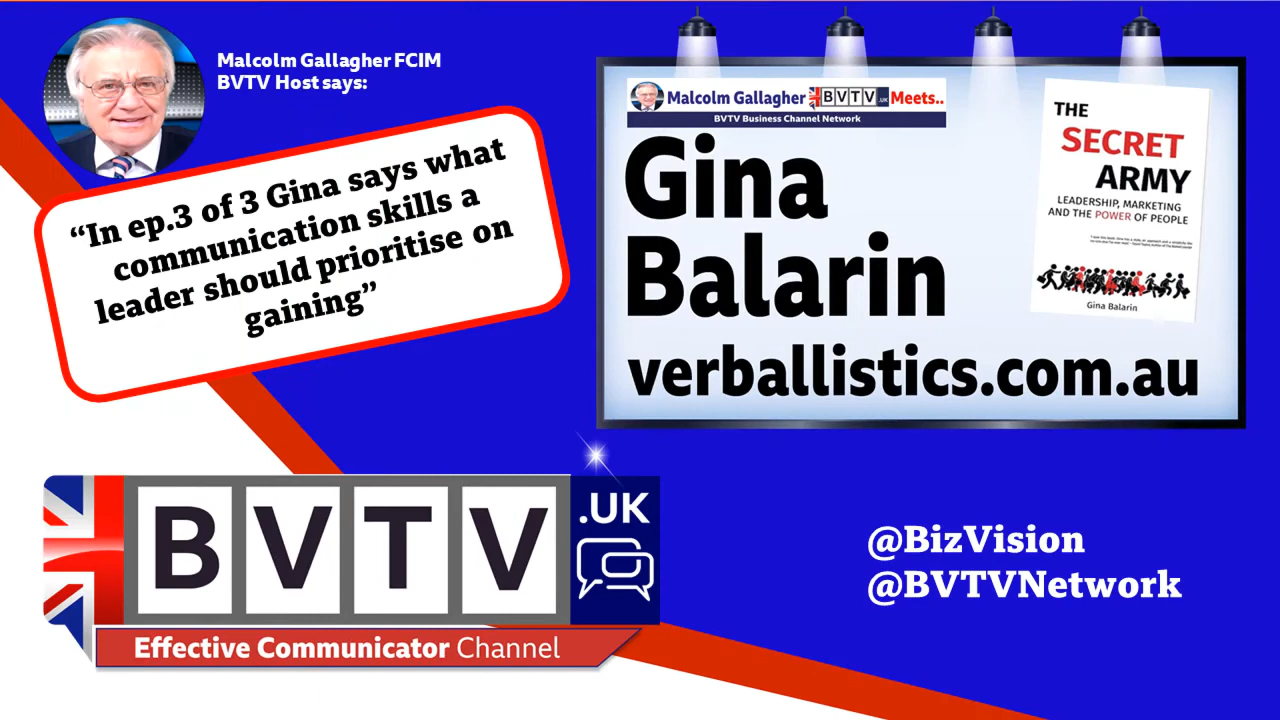 Malcolm Gallagher FCIM
BVTV Host says:
“In ep.3 of 3 Gina says what
communication skills a
leader should prioritise on
gaining”
Malcolm Gallagher BVTV.UK Meets..
BVTV Business Channel Network
Gina
Balarin
verballistics.com.au
THE
SECRET
ARMY
LEADERSHIP, MARKETING
AND THE POWER OF PEOPLE
Gina Balarin
BVTV
.UK
Effective Communicator Channel
@BizVision
@BVTVNetwork